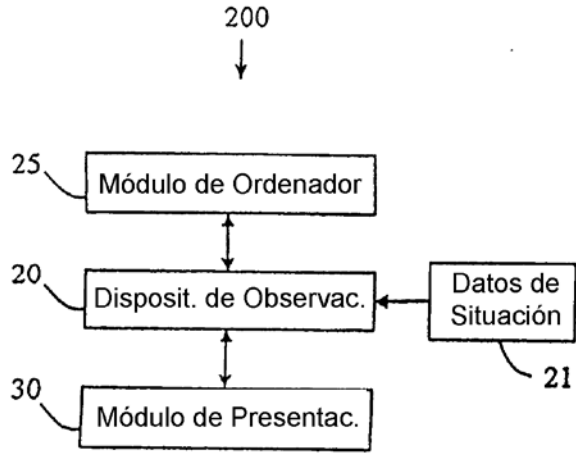 200
25
Módulo de Ordenador
20
Disposit. de Observac.
Datos de
Situación
21
30
Módulo de Presentac.